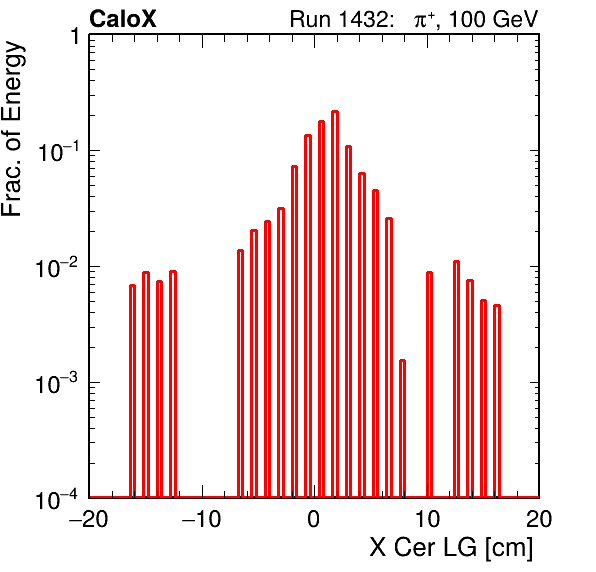 CaloX Run 1432: π⁺, 100 GeV
Frac. of Energy
1
10⁻¹
10⁻²
10⁻³
10⁻⁴
−20 −10 0 10 20
X Cer LG [cm]